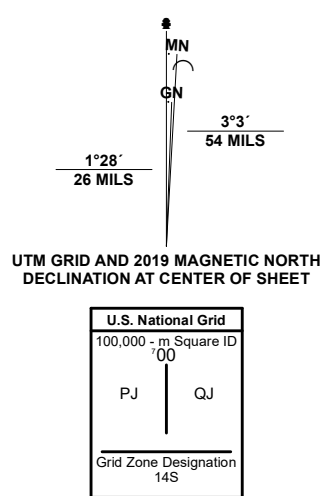 MN
GN
3°3´
54 MILS
1°28´
26 MILS
UTM GRID AND 2019 MAGNETIC NORTH
DECLINATION AT CENTER OF SHEET
U.S. National Grid
100,000 - m Square ID
⁷00
PJ QJ
Grid Zone Designation
14S